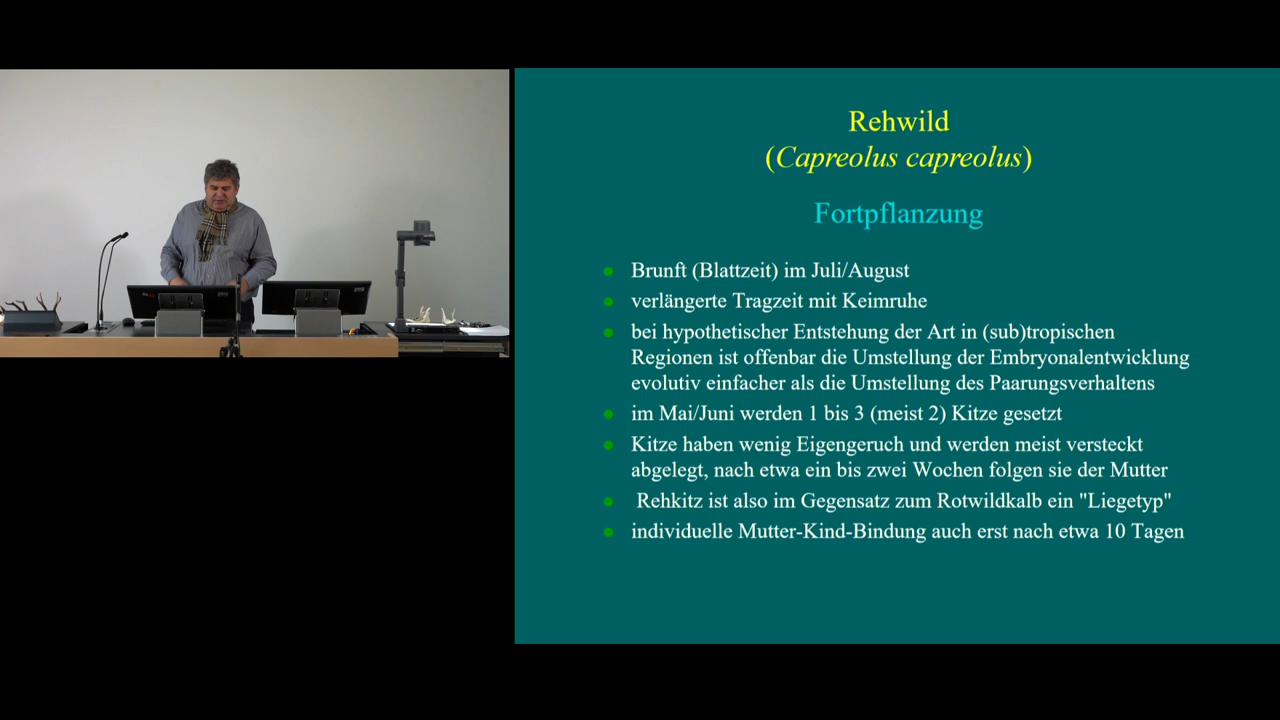 Rehwild
(Capreolus capreolus)
Fortpflanzung
Brunft (Blattzeit) im Juli/August
verlängerte Tragzeit mit Keimruhe
bei hypothetischer Entstehung der Art in (sub)tropischen
Regionen ist offenbar die Umstellung der Embryonalentwicklung
evolutiv einfacher als die Umstellung des Paarungsverhaltens
im Mai/Juni werden 1 bis 3 (meist 2) Kitze gesetzt
Kitze haben wenig Eigengeruch und werden meist versteckt
abgelegt, nach etwa ein bis zwei Wochen folgen sie der Mutter
Rehkitz ist also im Gegensatz zum Rotwildkalb ein "Liegetyp"
individuelle Mutter-Kind-Bindung auch erst nach etwa 10 Tagen